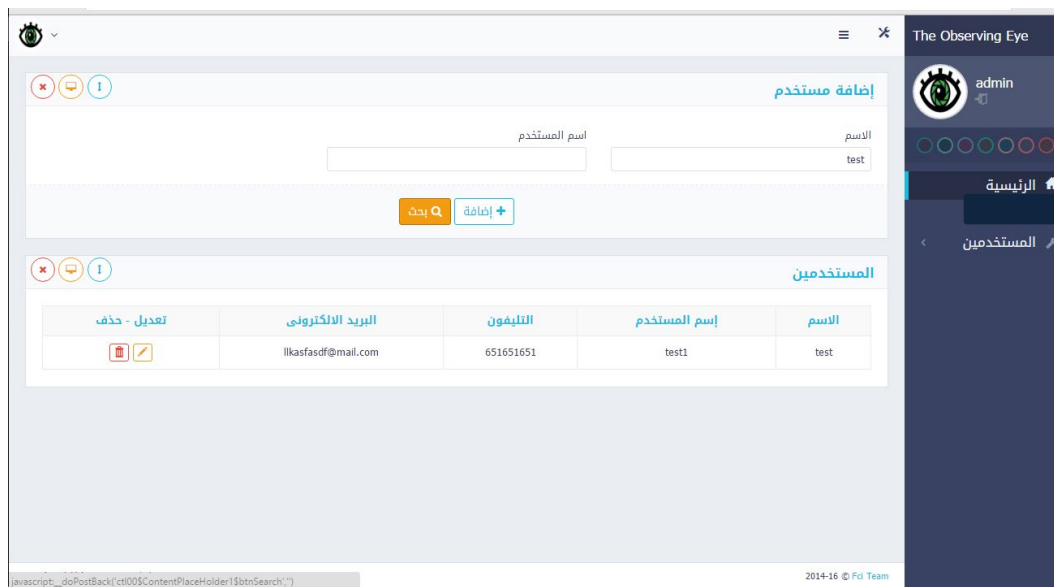 The Observing Eye
admin
الرئيسية
المستخدمين
إضافة مستخدم
الاسم
اسم المستخدم
test
+ إضافة
بحث
المستخدمين
الاسم إسم المستخدم التليفون البريد الالكترونى تعديل - حذف
test test1 651651651 llkasfasdf@mail.com
2014-16 © Fci Team
javascript:__doPostBack('ctl00$ContentPlaceHolder1$btnSearch','')